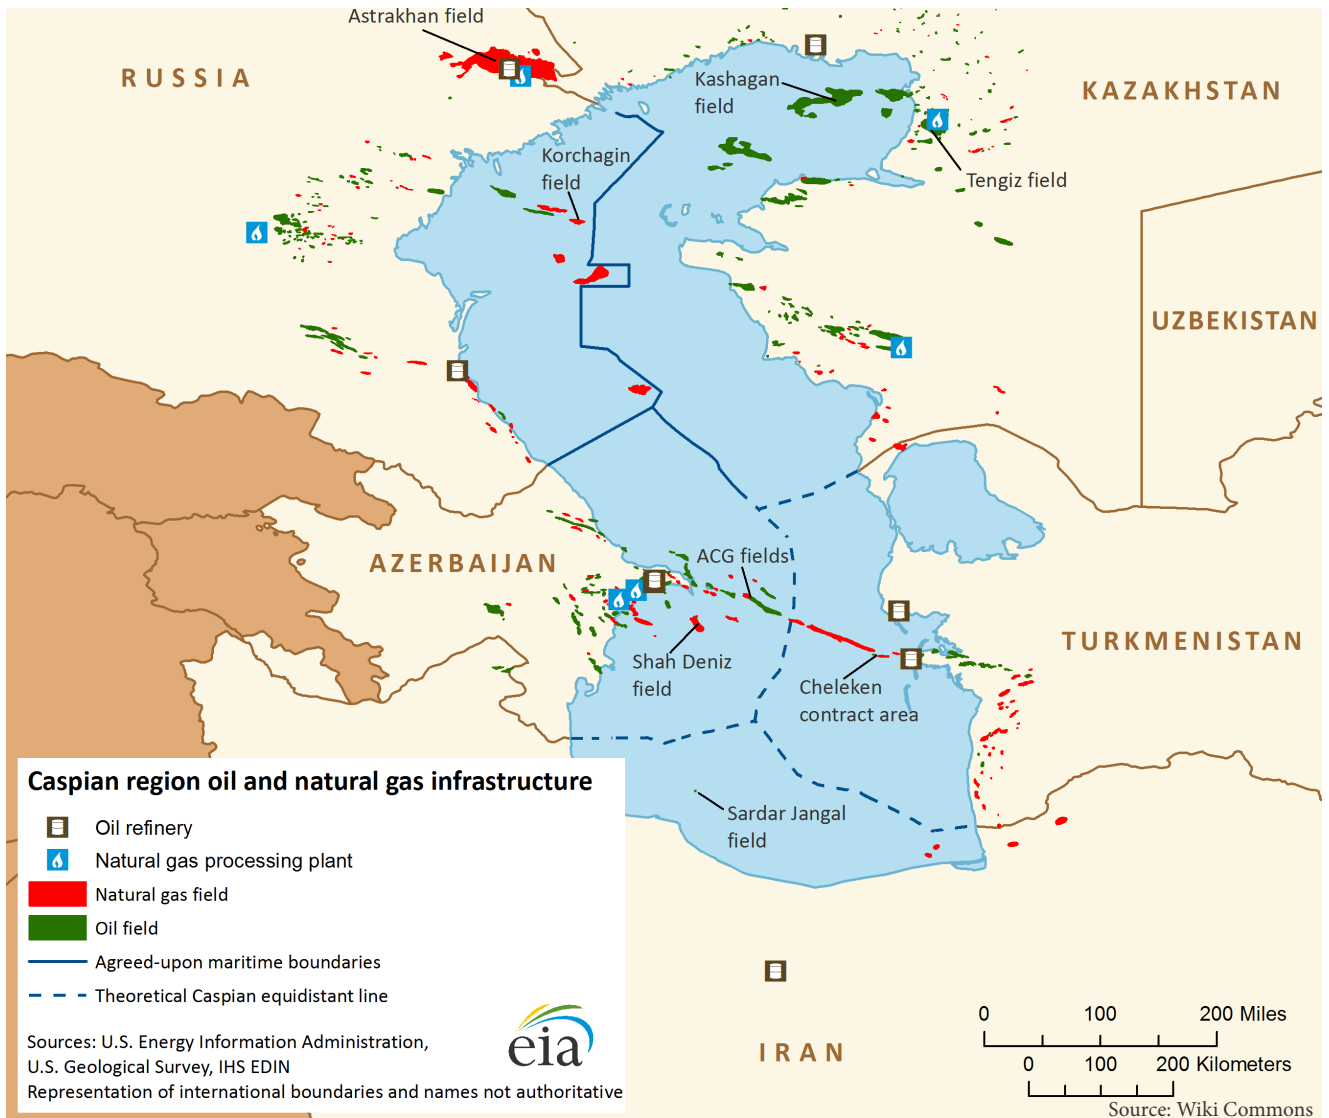 Astrakhan field
RUSSIA
Kashagan
field
KAZAKHSTAN
Korchagin
field
Tengiz field
UZBEKISTAN
AZERBAIJAN
ACG fields
TURKMENISTAN
Shah Deniz
field
Cheleken
contract area
Sardar Jangal
field
IRAN
Caspian region oil and natural gas infrastructure
Oil refinery
Natural gas processing plant
Natural gas field
Oil field
Agreed-upon maritime boundaries
Theoretical Caspian equidistant line
Sources: U.S. Energy Information Administration,
U.S. Geological Survey, IHS EDIN
Representation of international boundaries and names not authoritative
eia
0 100 200 Miles
0 100 200 Kilometers
Source: Wiki Commons